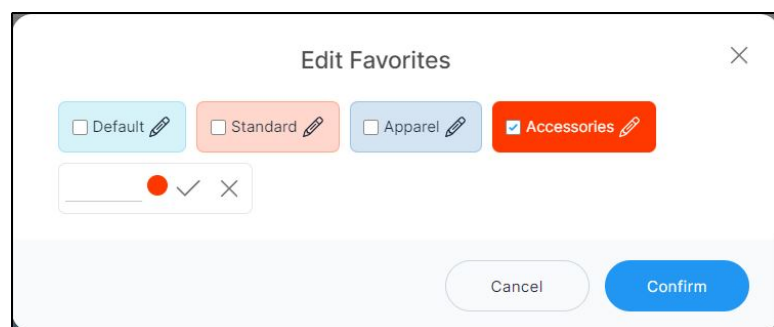 Edit Favorites
Default Standard Apparel Accessories
Cancel Confirm